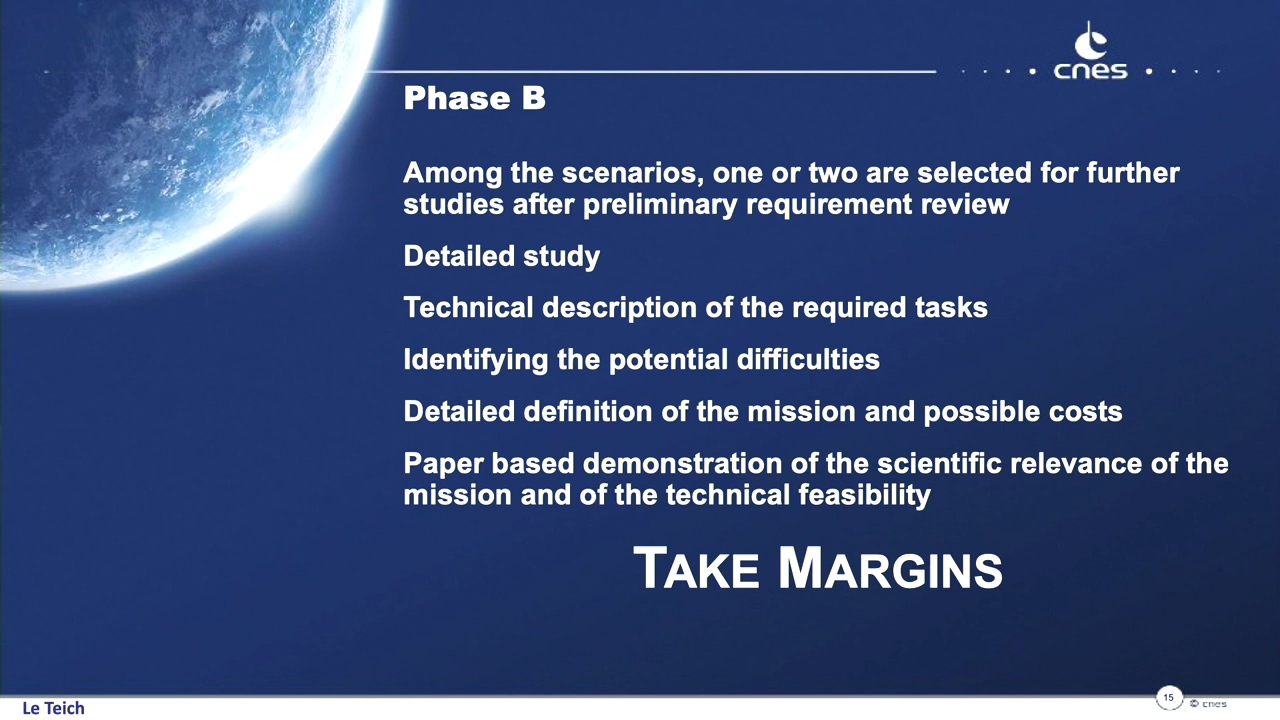 cnes
Phase B
Among the scenarios, one or two are selected for further
studies after preliminary requirement review
Detailed study
Technical description of the required tasks
Identifying the potential difficulties
Detailed definition of the mission and possible costs
Paper based demonstration of the scientific relevance of the
mission and of the technical feasibility
TAKE MARGINS
Le Teich
15
© cnes